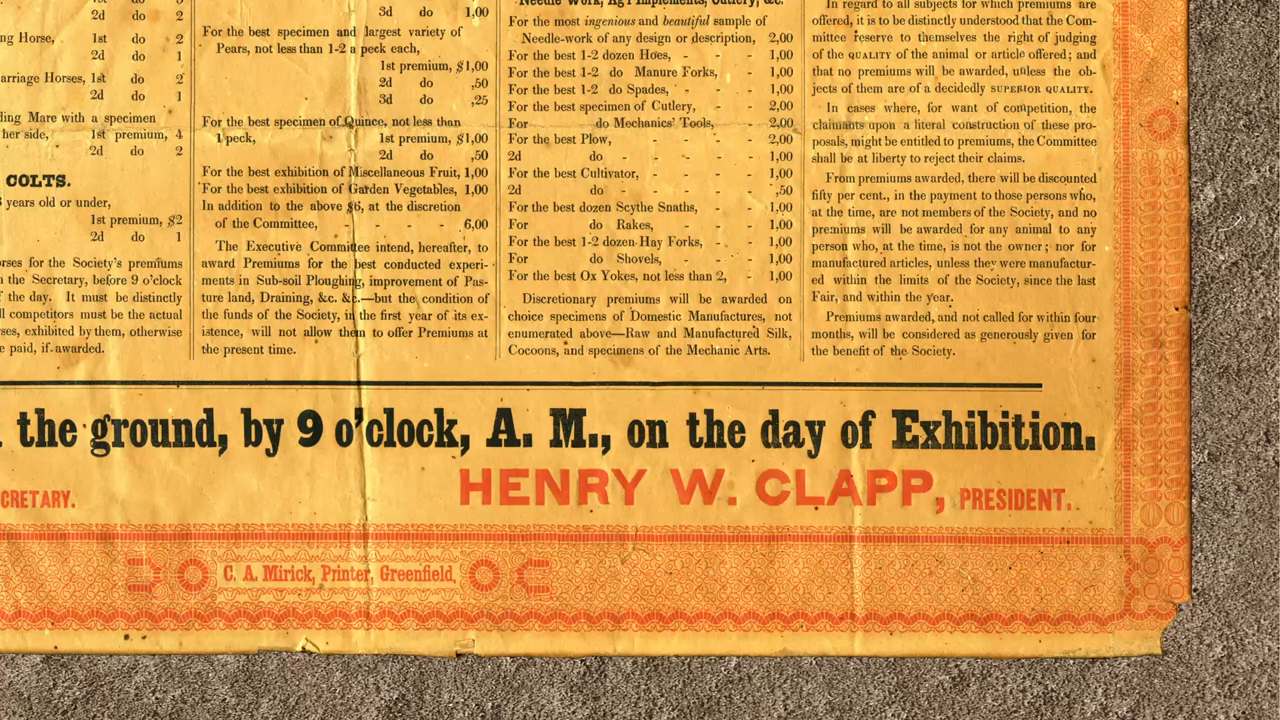 2d do 2
ng Horse, 1st do 2
2d do 1
arriage Horses, 1st do 2
2d do 1
ding Mare with a specimen
her side, 1st premium, 4
2d do 2
COLTS.
years old or under,
1st premium, $2
2d do 1
rses for the Society's premiums
the Secretary, before 9 o'clock
the day. It must be distinctly
ll competitors must be the actual
ses, exhibited by them, otherwise
e paid, if awarded.
3d do 1,00
For the best specimen and largest variety of
Pears, not less than 1-2 a peck each,
1st premium, $1,00
2d do ,50
3d do ,25
For the best specimen of Quince, not less than
1 peck, 1st premium, $1,00
2d do ,50
For the best exhibition of Miscellaneous Fruit, 1,00
For the best exhibition of Garden Vegetables, 1,00
In addition to the above $6, at the discretion
of the Committee, - - - - 6,00
The Executive Committee intend, hereafter, to
award Premiums for the best conducted experi-
ments in Sub-soil Ploughing, improvement of Pas-
ture land, Draining, &c. &c.—but the condition of
the funds of the Society, in the first year of its ex-
istence, will not allow them to offer Premiums at
the present time.
Needle Work, Ag'l Implements, Cutlery, &c.
For the most ingenious and beautiful sample of
Needle-work of any design or description, 2,00
For the best 1-2 dozen Hoes, - - - 1,00
For the best 1-2 do Manure Forks, - - 1,00
For the best 1-2 do Spades, - - - 1,00
For the best specimen of Cutlery, - - 2,00
For do Mechanics' Tools, - 2,00
For the best Plow, - - - - 2,00
2d do - - - - - 1,00
For the best Cultivator, - - - - 1,00
2d do - - - - - ,50
For the best dozen Scythe Snaths, - - 1,00
For do Rakes, - - - 1,00
For the best 1-2 dozen Hay Forks, - - 1,00
For do Shovels, - - 1,00
For the best Ox Yokes, not less than 2, - 1,00
Discretionary premiums will be awarded on
choice specimens of Domestic Manufactures, not
enumerated above—Raw and Manufactured Silk,
Cocoons, and specimens of the Mechanic Arts.
In regard to all subjects for which premiums are
offered, it is to be distinctly understood that the Com-
mittee reserve to themselves the right of judging
of the QUALITY of the animal or article offered; and
that no premiums will be awarded, unless the ob-
jects of them are of a decidedly SUPERIOR QUALITY.
In cases where, for want of competition, the
claimants upon a literal construction of these pro-
posals, might be entitled to premiums, the Committee
shall be at liberty to reject their claims.
From premiums awarded, there will be discounted
fifty per cent., in the payment to those persons who,
at the time, are not members of the Society, and no
premiums will be awarded for any animal to any
person who, at the time, is not the owner; nor for
manufactured articles, unless they were manufactur-
ed within the limits of the Society, since the last
Fair, and within the year.
Premiums awarded, and not called for within four
months, will be considered as generously given for
the benefit of the Society.
the ground, by 9 o'clock, A. M., on the day of Exhibition.
CRETARY.
HENRY W. CLAPP, PRESIDENT.
C. A. Mirick, Printer, Greenfield,